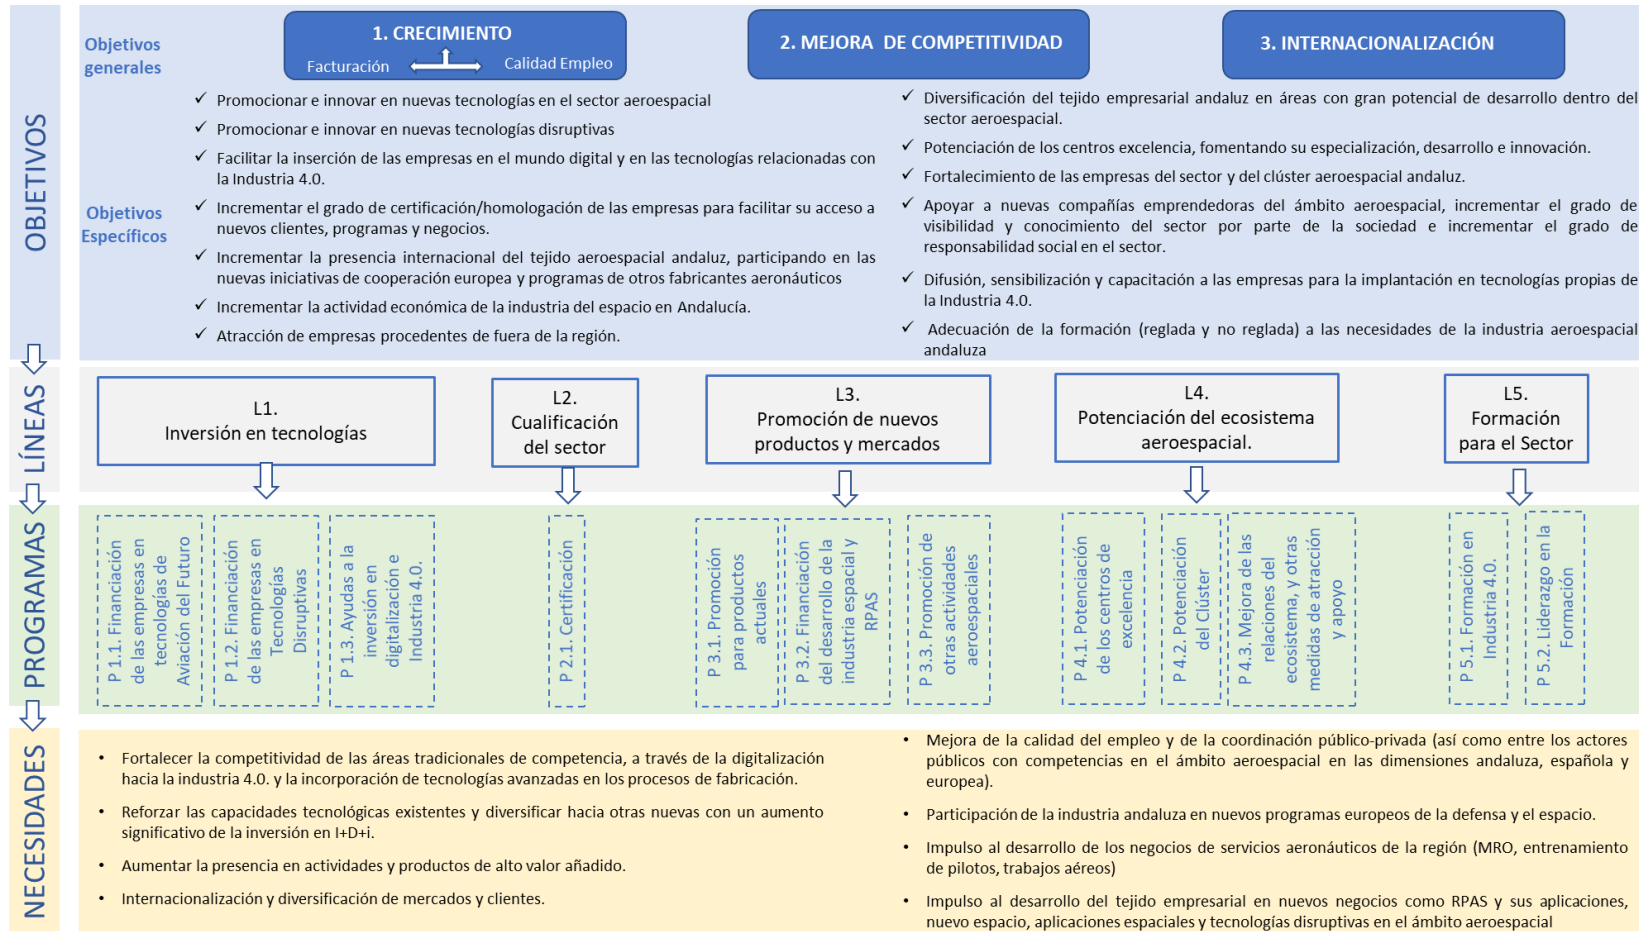 OBJETIVOS
Objetivos
generales
1. CRECIMIENTO
Facturación
Calidad Empleo
2. MEJORA DE COMPETITIVIDAD
3. INTERNACIONALIZACIÓN
Objetivos
Específicos
✓ Promocionar e innovar en nuevas tecnologías en el sector aeroespacial
✓ Promocionar e innovar en nuevas tecnologías disruptivas
✓ Facilitar la inserción de las empresas en el mundo digital y en las tecnologías relacionadas con
la Industria 4.0.
✓ Incrementar el grado de certificación/homologación de las empresas para facilitar su acceso a
nuevos clientes, programas y negocios.
✓ Incrementar la presencia internacional del tejido aeroespacial andaluz, participando en las
nuevas iniciativas de cooperación europea y programas de otros fabricantes aeronáuticos
✓ Incrementar la actividad económica de la industria del espacio en Andalucía.
✓ Atracción de empresas procedentes de fuera de la región.
✓ Diversificación del tejido empresarial andaluz en áreas con gran potencial de desarrollo dentro del
sector aeroespacial.
✓ Potenciación de los centros excelencia, fomentando su especialización, desarrollo e innovación.
✓ Fortalecimiento de las empresas del sector y del clúster aeroespacial andaluz.
✓ Apoyar a nuevas compañías emprendedoras del ámbito aeroespacial, incrementar el grado de
visibilidad y conocimiento del sector por parte de la sociedad e incrementar el grado de
responsabilidad social en el sector.
✓ Difusión, sensibilización y capacitación a las empresas para la implantación en tecnologías propias de
la Industria 4.0.
✓ Adecuación de la formación (reglada y no reglada) a las necesidades de la industria aeroespacial
andaluza
LÍNEAS
L1.
Inversión en tecnologías
L2.
Cualificación
del sector
L3.
Promoción de nuevos
productos y mercados
L4.
Potenciación del ecosistema
aeroespacial.
L5.
Formación
para el Sector
PROGRAMAS
P 1.1. Financiación
de las empresas en
tecnologías de
Aviación del Futuro
P 1.2. Financiación
de las empresas en
Tecnologías
Disruptivas
P 1.3. Ayudas a la
inversión en
digitalización e
Industria 4.0.
P 2.1. Certificación
P 3.1. Promoción
para productos
actuales
P 3.2. Financiación
del desarrollo de la
industria espacial y
RPAS
P 3.3. Promoción de
otras actividades
aeroespaciales
P 4.1. Potenciación
de los centros de
excelencia
P 4.2. Potenciación
del Clúster
P 4.3. Mejora de las
relaciones del
ecosistema, y otras
medidas de atracción
y apoyo
P 5.1. Formación en
Industria 4.0.
P 5.2. Liderazgo en la
Formación
NECESIDADES
• Fortalecer la competitividad de las áreas tradicionales de competencia, a través de la digitalización
hacia la industria 4.0. y la incorporación de tecnologías avanzadas en los procesos de fabricación.
• Reforzar las capacidades tecnológicas existentes y diversificar hacia otras nuevas con un aumento
significativo de la inversión en I+D+i.
• Aumentar la presencia en actividades y productos de alto valor añadido.
• Internacionalización y diversificación de mercados y clientes.
• Mejora de la calidad del empleo y de la coordinación público-privada (así como entre los actores
públicos con competencias en el ámbito aeroespacial en las dimensiones andaluza, española y
europea).
• Participación de la industria andaluza en nuevos programas europeos de la defensa y el espacio.
• Impulso al desarrollo de los negocios de servicios aeronáuticos de la región (MRO, entrenamiento
de pilotos, trabajos aéreos)
• Impulso al desarrollo del tejido empresarial en nuevos negocios como RPAS y sus aplicaciones,
nuevo espacio, aplicaciones espaciales y tecnologías disruptivas en el ámbito aeroespacial